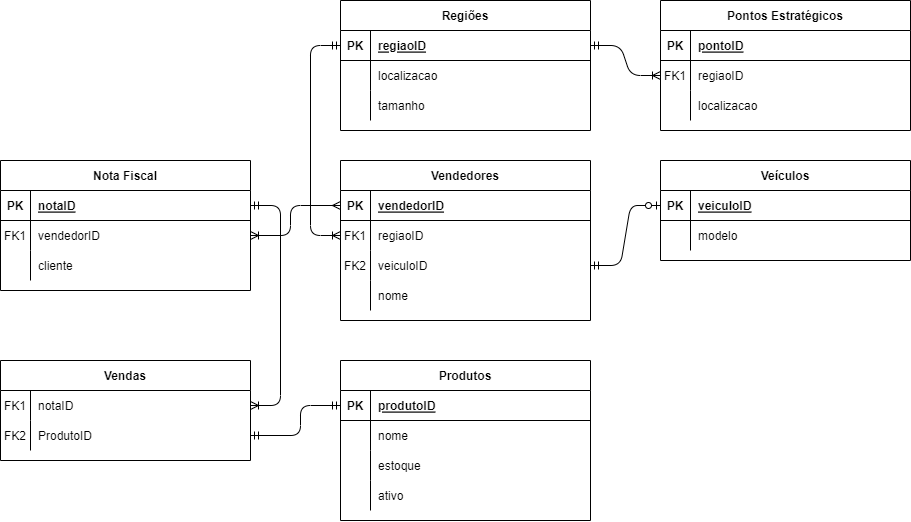 Regiões
PK regiaoID
localizacao
tamanho
Pontos Estratégicos
PK pontoID
FK1 regiaoID
localizacao
Nota Fiscal
PK notaID
FK1 vendedorID
cliente
Vendedores
PK vendedorID
FK1 regiaoID
FK2 veiculoID
nome
Veículos
PK veiculoID
modelo
Vendas
FK1 notaID
FK2 ProdutoID
Produtos
PK produtoID
nome
estoque
ativo